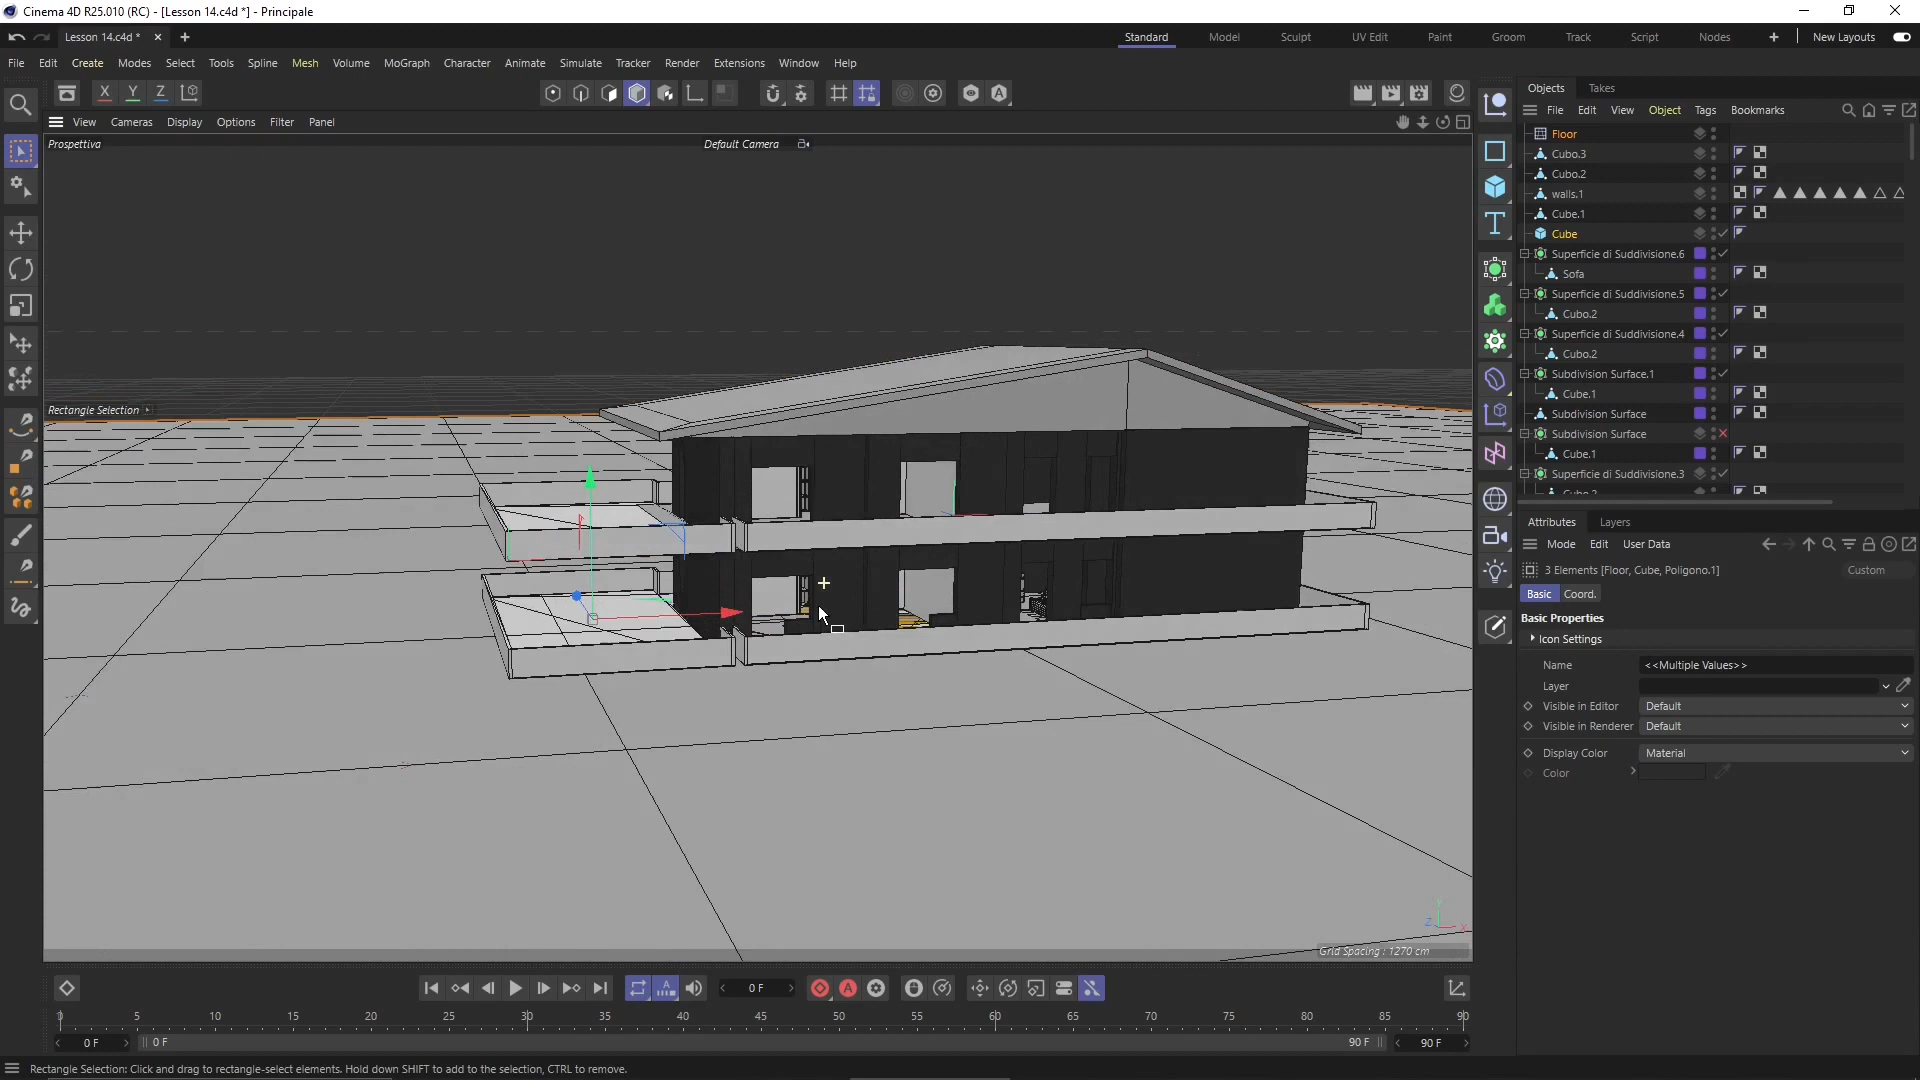 Cinema 4D R25.010 (RC) - [Lesson 14.c4d *] - Principale
Lesson 14.c4d *
Standard
Model
Sculpt
UV Edit
Paint
Groom
Track
Script
Nodes
New Layouts
File
Edit
Create
Modes
Select
Tools
Spline
Mesh
Volume
MoGraph
Character
Animate
Simulate
Tracker
Render
Extensions
Window
Help
X
Y
Z
View
Cameras
Display
Options
Filter
Panel
Prospettiva
Default Camera
Rectangle Selection
Grid Spacing : 1270 cm
Y
Z
X
Objects
Takes
File
Edit
View
Object
Tags
Bookmarks
Floor
Cubo.3
Cubo.2
walls.1
Cube.1
Cube
Superficie di Suddivisione.6
Sofa
Superficie di Suddivisione.5
Cubo.2
Superficie di Suddivisione.4
Cubo.2
Subdivision Surface.1
Cube.1
Subdivision Surface
Subdivision Surface
Cube.1
Superficie di Suddivisione.3
Attributes
Layers
Mode
Edit
User Data
3 Elements [Floor, Cube, Poligono.1]
Custom
Basic
Coord.
Basic Properties
Icon Settings
Name
<<Multiple Values>>
Layer
Visible in Editor
Default
Visible in Renderer
Default
Display Color
Material
Color
0 F
0
5
10
15
20
25
30
35
40
45
50
55
60
65
70
75
80
85
90
0 F
0 F
90 F
90 F
Rectangle Selection: Click and drag to rectangle-select elements. Hold down SHIFT to add to the selection, CTRL to remove.